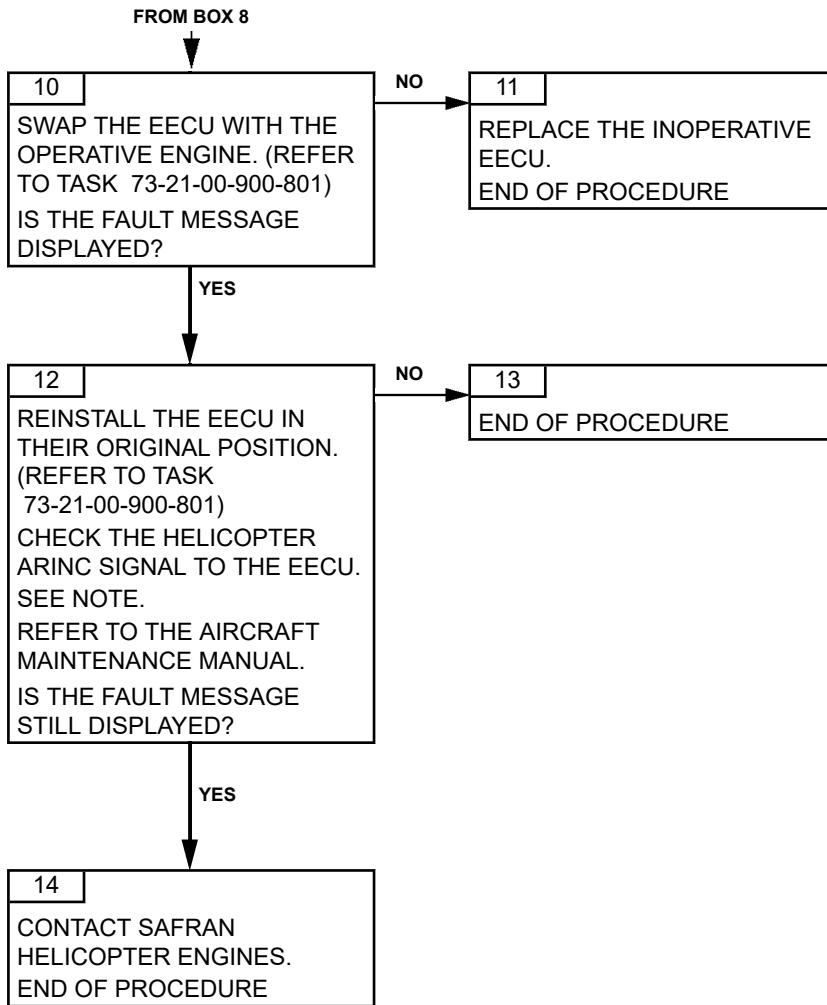 FROM BOX 8
10
SWAP THE EECU WITH THE
OPERATIVE ENGINE. (REFER
TO TASK 73-21-00-900-801)
IS THE FAULT MESSAGE
DISPLAYED?
NO
11
REPLACE THE INOPERATIVE
EECU.
END OF PROCEDURE
YES
12
REINSTALL THE EECU IN
THEIR ORIGINAL POSITION.
(REFER TO TASK
73-21-00-900-801)
CHECK THE HELICOPTER
ARINC SIGNAL TO THE EECU.
SEE NOTE.
REFER TO THE AIRCRAFT
MAINTENANCE MANUAL.
IS THE FAULT MESSAGE
STILL DISPLAYED?
NO
13
END OF PROCEDURE
YES
14
CONTACT SAFRAN
HELICOPTER ENGINES.
END OF PROCEDURE